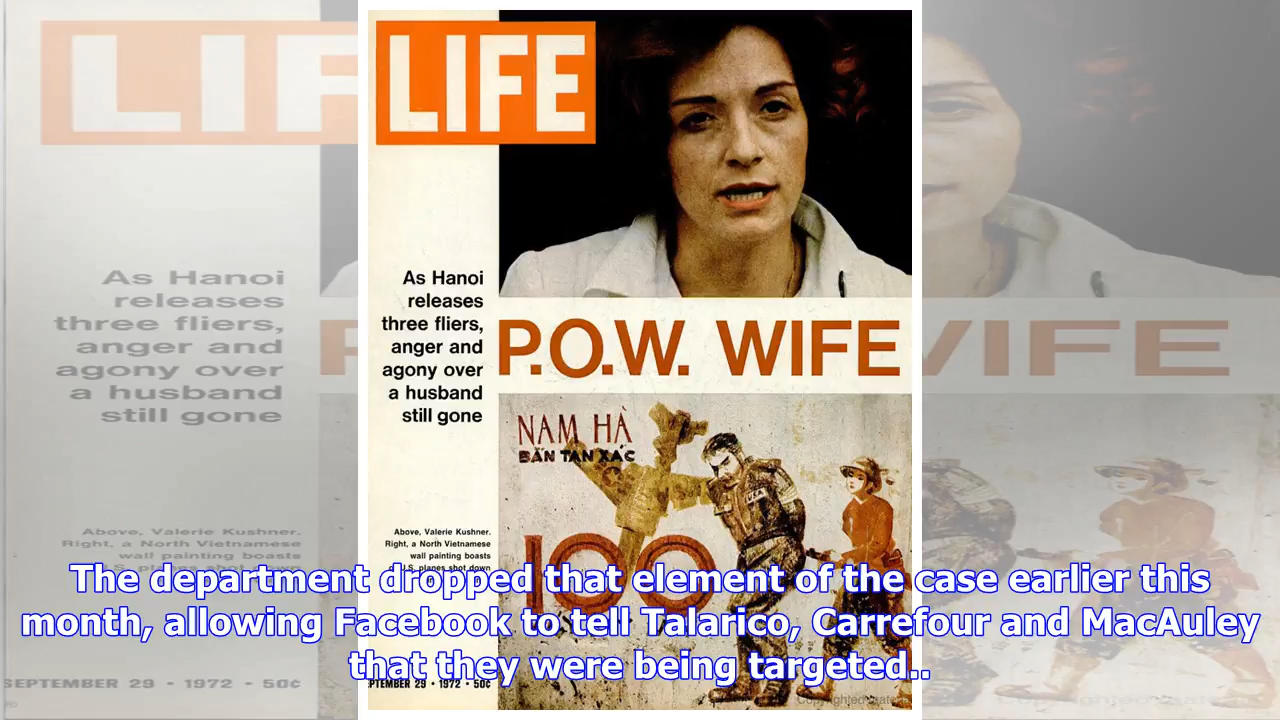 LIFE
As Hanoi
releases
three fliers,
anger and
agony over
a husband
still gone
P.O.W. WIFE
NAM HÀ
BẮN TAN XÁC
100
Above, Valerie Kushner.
Right, a North Vietnamese
wall painting boasts
U.S. planes shot down
SEPTEMBER 29 • 1972 • 50¢
The department dropped that element of the case earlier this
month, allowing Facebook to tell Talarico, Carrefour and MacAuley
that they were being targeted..